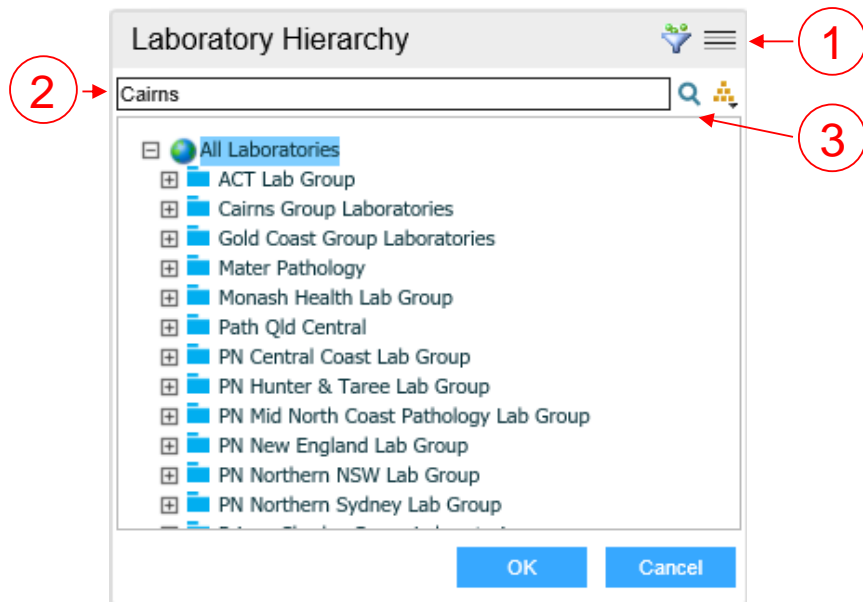 Laboratory Hierarchy
1
2
Cairns
3
All Laboratories
ACT Lab Group
Cairns Group Laboratories
Gold Coast Group Laboratories
Mater Pathology
Monash Health Lab Group
Path Qld Central
PN Central Coast Lab Group
PN Hunter & Taree Lab Group
PN Mid North Coast Pathology Lab Group
PN New England Lab Group
PN Northern NSW Lab Group
PN Northern Sydney Lab Group
OK Cancel